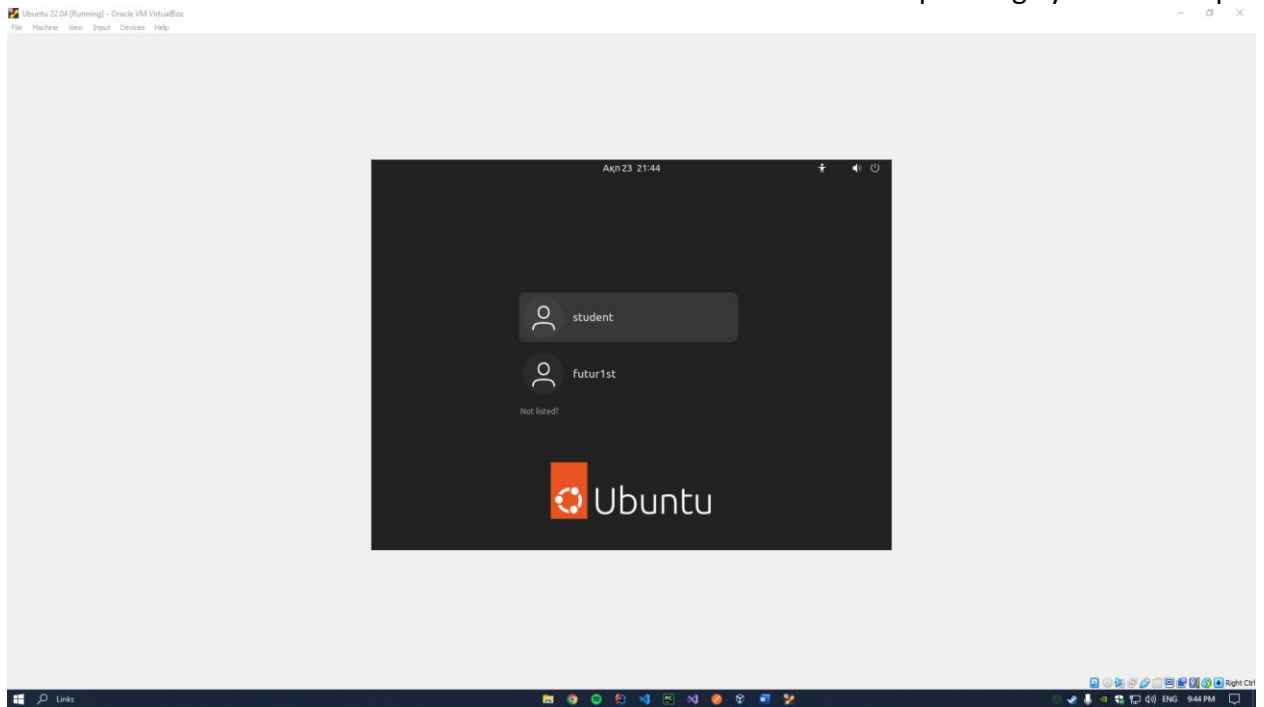 Ubuntu 22.04 [Running] - Oracle VM VirtualBox
File Machine View Input Devices Help
Ақп 23 21:44
student
futur1st
Not listed?
Ubuntu
Right Ctrl
Links
ENG 9:44 PM